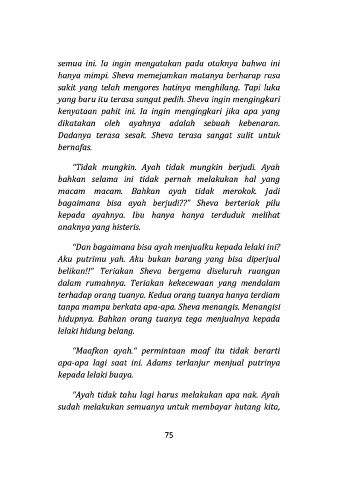 semua ini. Ia ingin mengatakan pada otaknya bahwa ini
hanya mimpi. Sheva memejamkan matanya berharap rasa
sakit yang telah mengores hatinya menghilang. Tapi luka
yang baru itu terasa sangat pedih. Sheva ingin mengingkari
kenyataan pahit ini. Ia ingin mengingkari jika apa yang
dikatakan oleh ayahnya adalah sebuah kebenaran.
Dadanya terasa sesak. Sheva terasa sangat sulit untuk
bernafas.
"Tidak mungkin. Ayah tidak mungkin berjudi. Ayah
bahkan selama ini tidak pernah melakukan hal yang
macam macam. Bahkan ayah tidak merokok. Jadi
bagaimana bisa ayah berjudi??" Sheva berteriak pilu
kepada ayahnya. Ibu hanya hanya terduduk melihat
anaknya yang histeris.
"Dan bagaimana bisa ayah menjualku kepada lelaki ini?
Aku putrimu yah. Aku bukan barang yang bisa diperjual
belikan!!" Teriakan Sheva bergema diseluruh ruangan
dalam rumahnya. Teriakan kekecewaan yang mendalam
terhadap orang tuanya. Kedua orang tuanya hanya terdiam
tanpa mampu berkata apa-apa. Sheva menangis. Menangisi
hidupnya. Bahkan orang tuanya tega menjualnya kepada
lelaki hidung belang.
"Maafkan ayah." permintaan maaf itu tidak berarti
apa-apa lagi saat ini. Adams terlanjur menjual putrinya
kepada lelaki buaya.
"Ayah tidak tahu lagi harus melakukan apa nak. Ayah
sudah melakukan semuanya untuk membayar hutang kita,
75